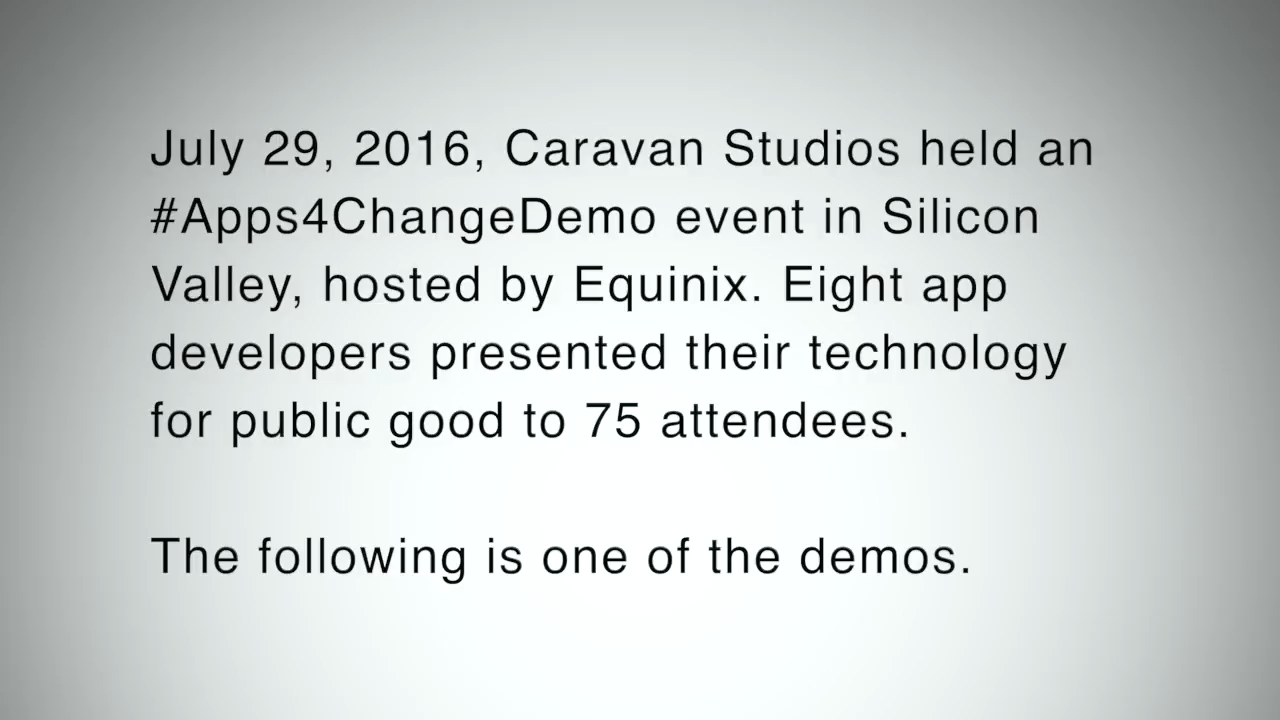 July 29, 2016, Caravan Studios held an
#Apps4ChangeDemo event in Silicon
Valley, hosted by Equinix. Eight app
developers presented their technology
for public good to 75 attendees.
The following is one of the demos.